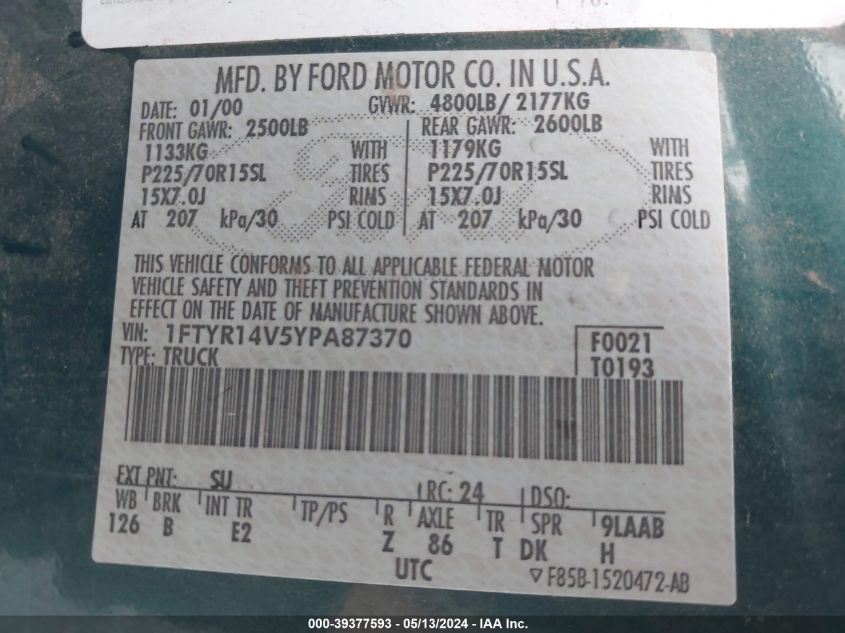 MFD. BY FORD MOTOR CO. IN U.S.A.
DATE: 01/00 GVWR: 4800LB/ 2177KG
FRONT GAWR: 2500LB REAR GAWR: 2600LB
1133KG WITH 1179KG WITH
P225/70R15SL TIRES P225/70R15SL TIRES
15X7.0J RIMS 15X7.0J RIMS
AT 207 kPa/30 PSI COLD AT 207 kPa/30 PSI COLD
THIS VEHICLE CONFORMS TO ALL APPLICABLE FEDERAL MOTOR
VEHICLE SAFETY AND THEFT PREVENTION STANDARDS IN
EFFECT ON THE DATE OF MANUFACTURE SHOWN ABOVE.
VIN: 1FTYR14V5YPA87370 F0021
TYPE: TRUCK T0193
EXT PNT: SU RC: 24 DSO:
WB BRK INT TR TP/PS R AXLE TR SPR 9LAAB
126 B E2 Z 86 T DK H
UTC ▽F85B-1520472-AB
000-39377593 - 05/13/2024 - IAA Inc.